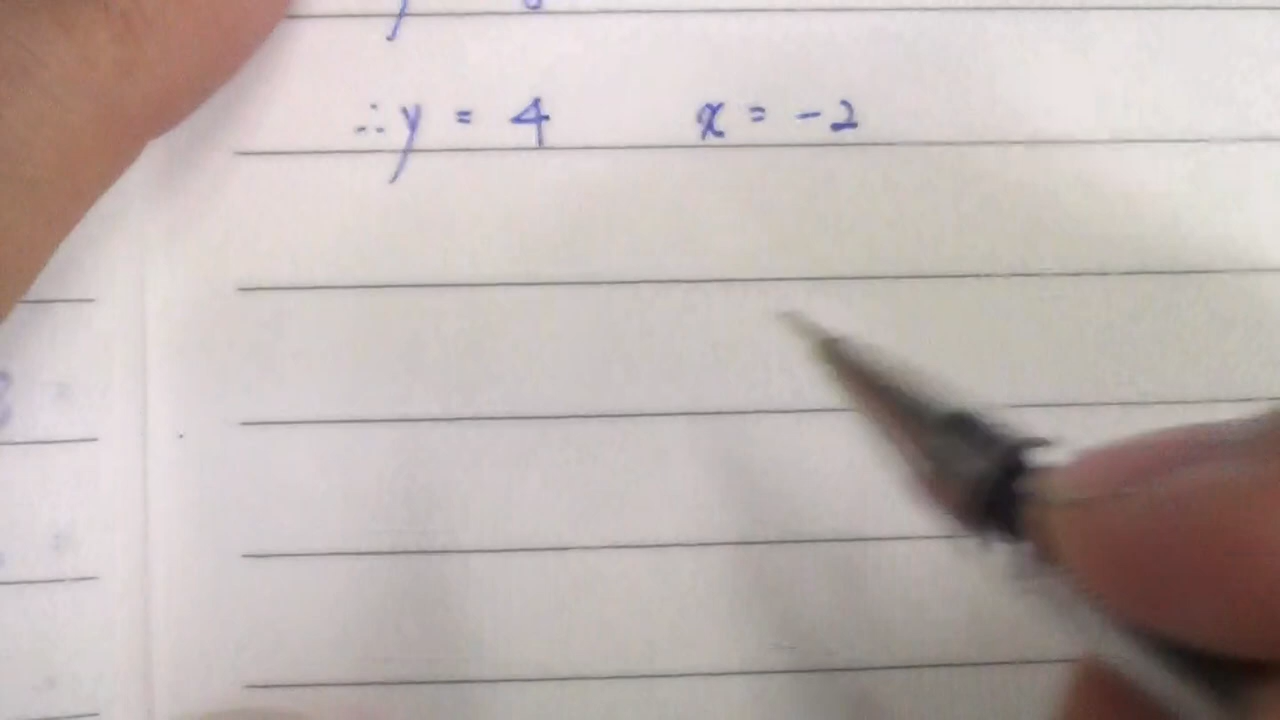 ∴ y = 4 x = -2